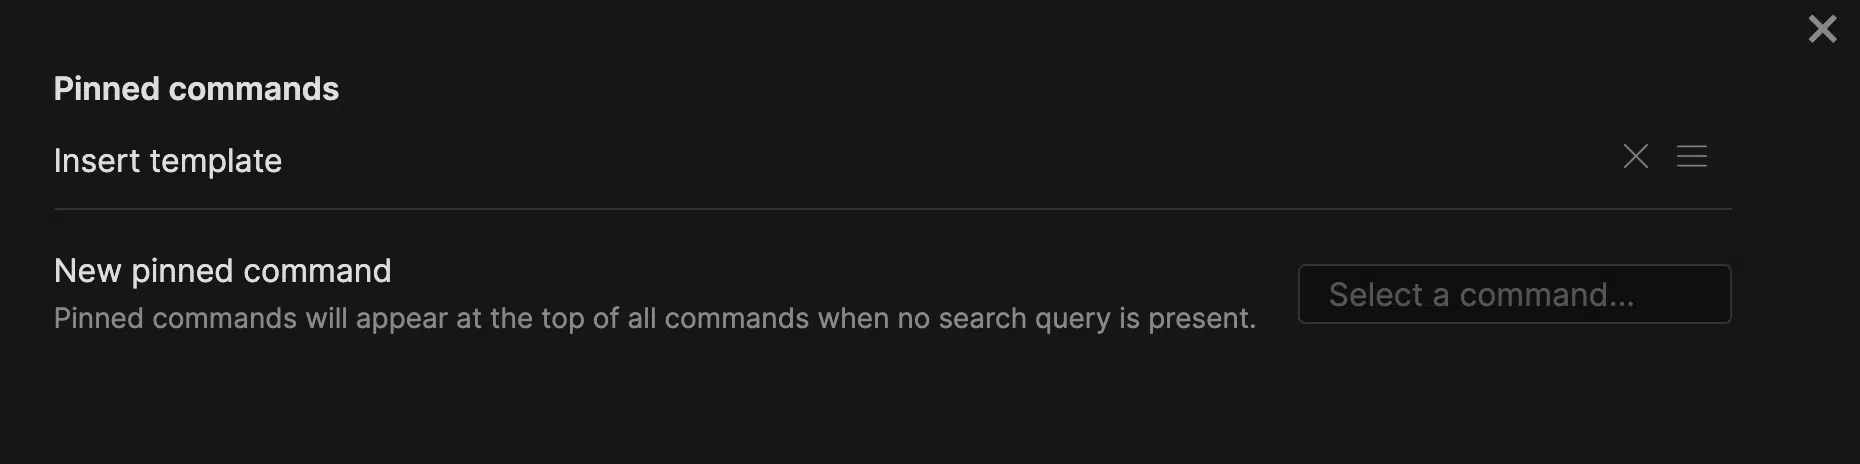 Pinned commands
Insert template
New pinned command
Pinned commands will appear at the top of all commands when no search query is present.
Select a command...